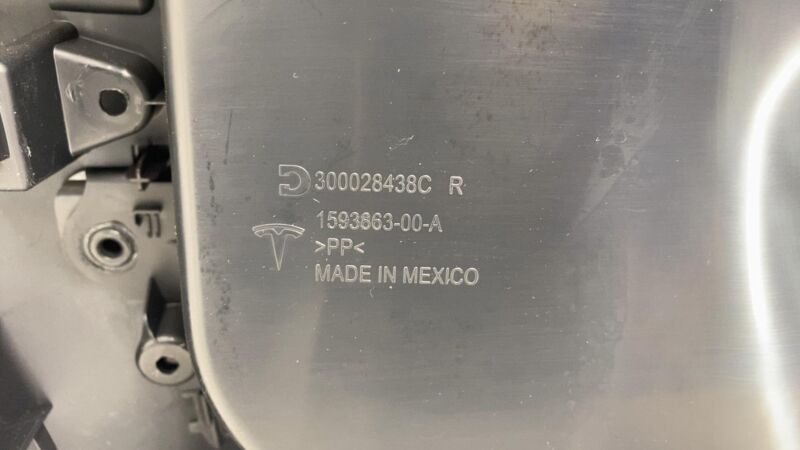 300028438C R
1593663-00-A
>PP<
MADE IN MEXICO